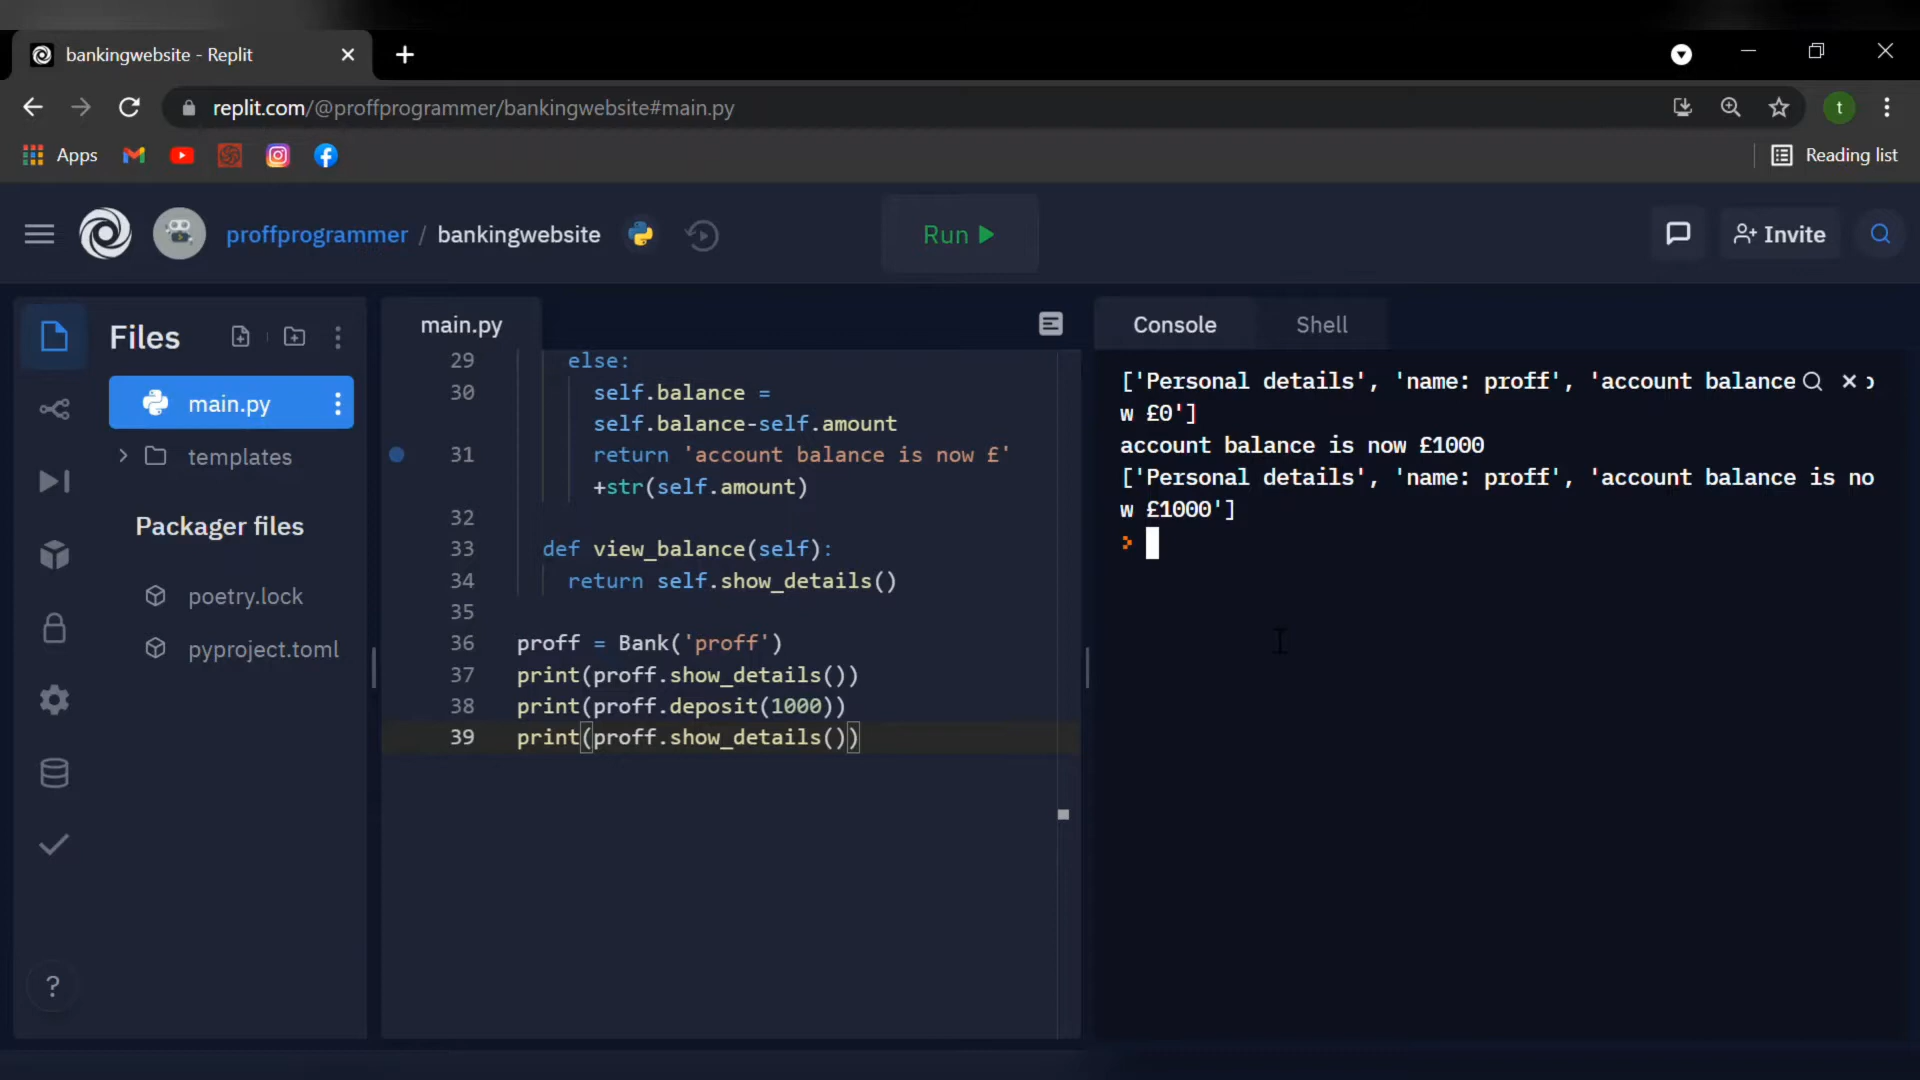 bankingwebsite - Replit
replit.com/@proffprogrammer/bankingwebsite#main.py
t
Apps
Reading list
proffprogrammer / bankingwebsite
Run
Invite
Files
main.py
templates
Packager files
poetry.lock
pyproject.toml
?
main.py
29 else:
30 self.balance =
self.balance-self.amount
31 return 'account balance is now £'
+str(self.amount)
32
33 def view_balance(self):
34 return self.show_details()
35
36 proff = Bank('proff')
37 print(proff.show_details())
38 print(proff.deposit(1000))
39 print(proff.show_details())
Console
Shell
['Personal details', 'name: proff', 'account balance
w £0']
account balance is now £1000
['Personal details', 'name: proff', 'account balance is no
w £1000']
>